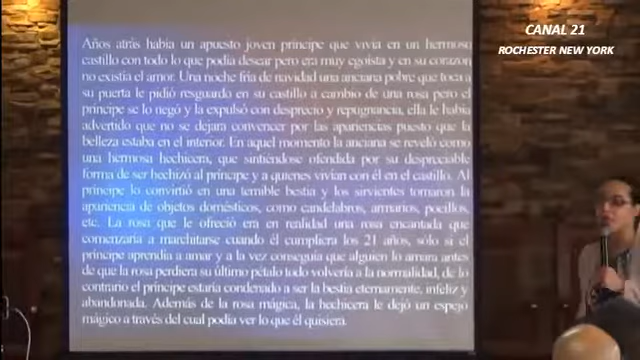 CANAL 21
ROCHESTER NEW YORK
Años atrás había un apuesto joven príncipe que vivía en un hermoso
castillo con todo lo que podía desear pero era muy egoísta y en su corazón
no existía el amor. Una noche fría de navidad una anciana pobre que toca a
su puerta le pidió resguardo en su castillo a cambio de una rosa pero el
príncipe se lo negó y la expulsó con desprecio y repugnancia, ella le había
advertido que no se dejara convencer por las apariencias puesto que la
belleza estaba en el interior. En aquel momento la anciana se reveló como
una hermosa hechicera, que sintiéndose ofendida por su despreciable
forma de ser hechizó al príncipe y a quienes vivían con él en el castillo. Al
príncipe lo convirtió en una temible bestia y los sirvientes tomaron la
apariencia de objetos domésticos, como candelabros, armarios, pocillos,
etc. La rosa que le ofreció era en realidad una rosa encantada que
comenzaría a marchitarse cuando él cumpliera los 21 años, sólo si el
príncipe aprendía a amar y a la vez conseguía que alguien lo amara antes
de que la rosa perdiera su último pétalo todo volvería a la normalidad, de lo
contrario el príncipe estaría condenado a ser la bestia eternamente, infeliz y
abandonada. Además de la rosa mágica, la hechicera le dejó un espejo
mágico a través del cual podía ver lo que él quisiera.